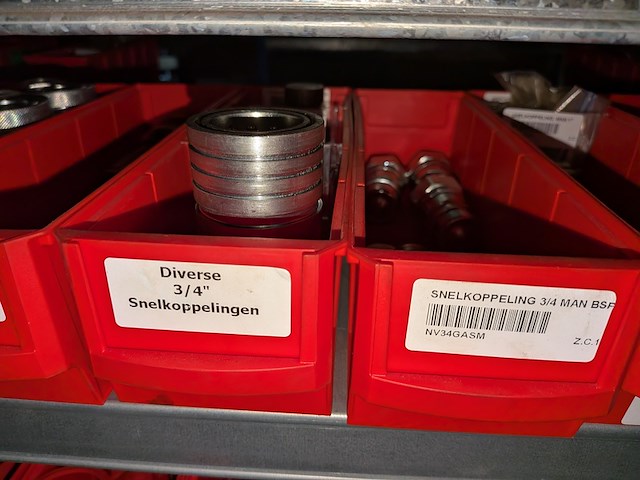 Diverse
3/4"
Snelkoppelingen
SNELKOPPELING 3/4 MAN BSP
NV34GASM
Z.C.1